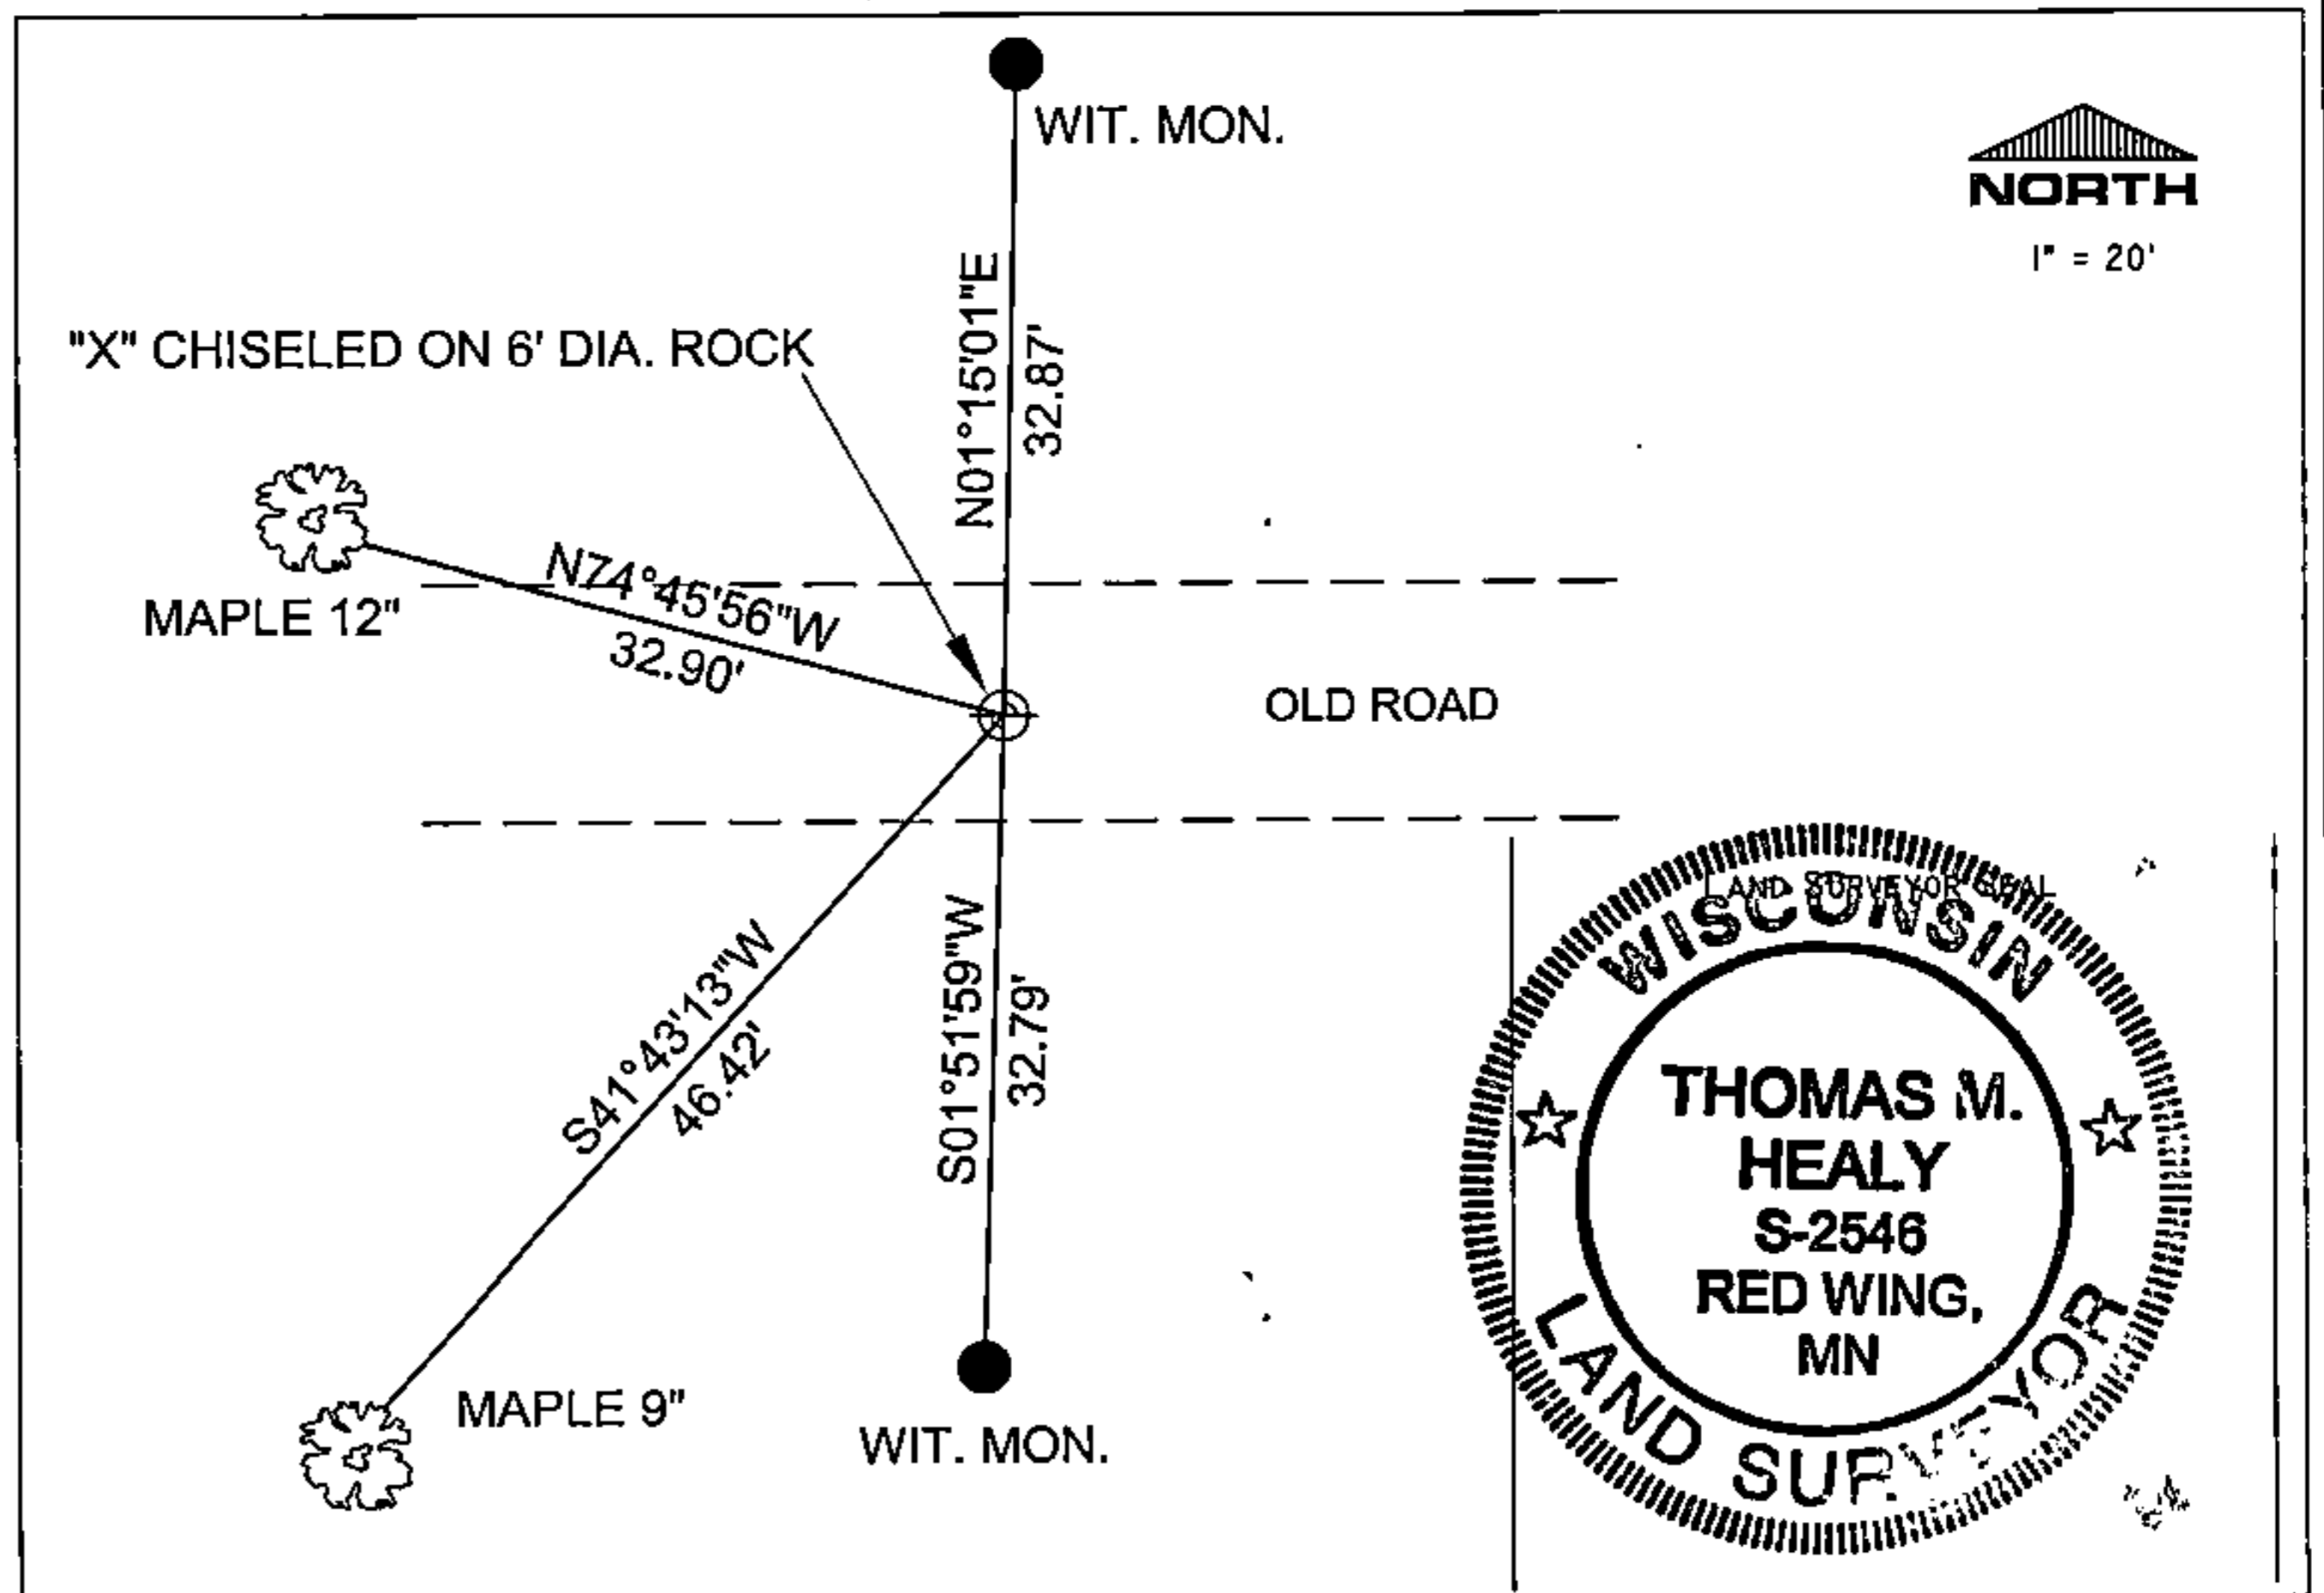 WIT. MON.
NORTH
1" = 20'
"X" CHISELED ON 6' DIA. ROCK
N01°15'01"E
32.87'
N74°45'56"W
32.90'
MAPLE 12"
OLD ROAD
S41°43'13"W
46.42'
S01°51'59"W
32.79'
MAPLE 9"
WIT. MON.
LAND SURVEYOR SEAL
WISCONSIN
THOMAS M.
HEALY
S-2546
RED WING,
MN
LAND SURVEYOR